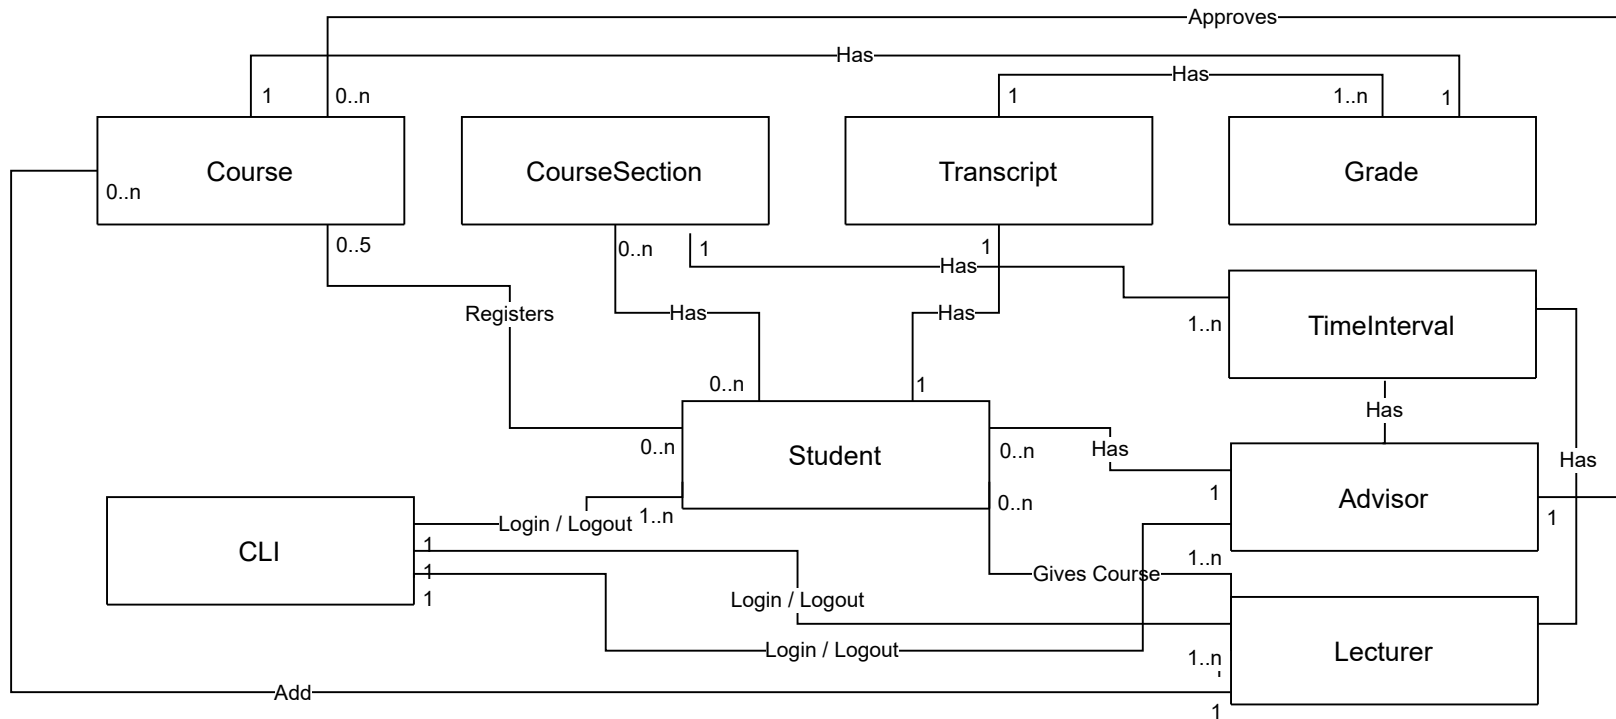 Approves
Has
Has
1
0..n
1
1..n
1
Course
CourseSection
Transcript
Grade
0..n
0..5
0..n
1
1
Has
Registers
Has
Has
1..n
TimeInterval
0..n
1
Has
0..n
Student
0..n
Has
Has
1
Advisor
0..n
1..n
1
Login / Logout
CLI
1
1
1
1..n
Gives Course
Login / Logout
Login / Logout
1..n
Lecturer
Add
1